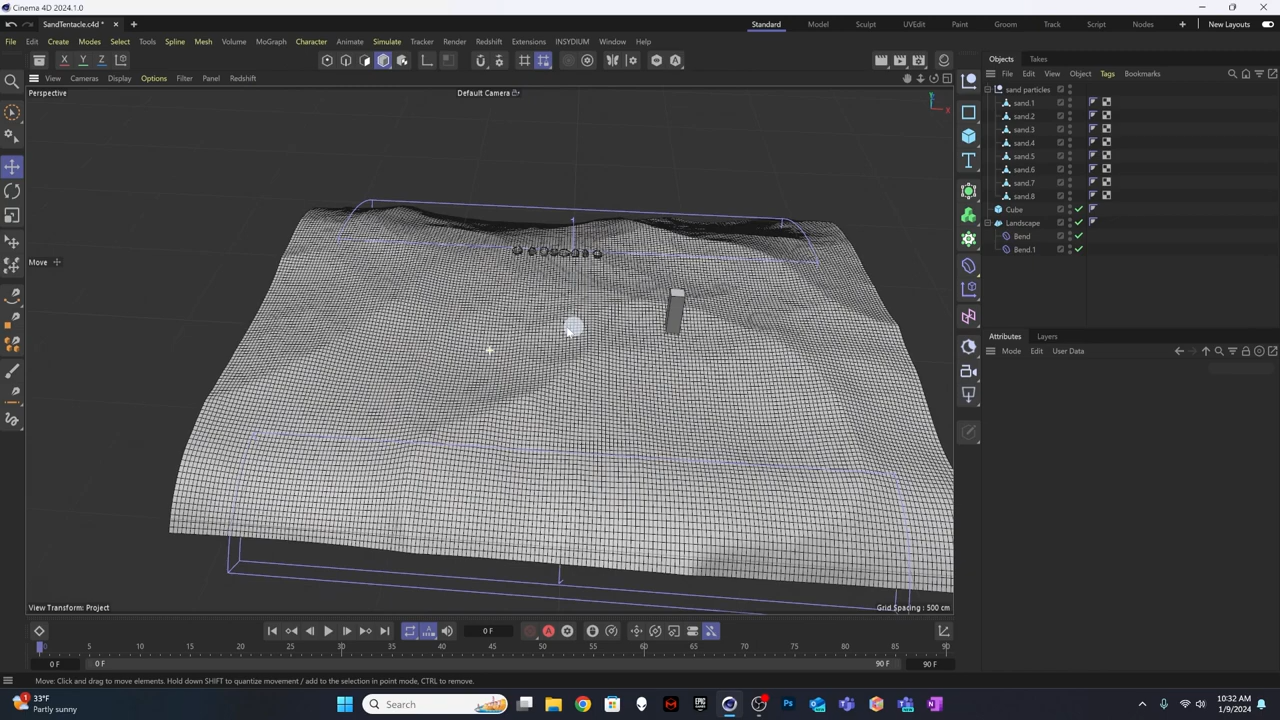 Cinema 4D 2024.1.0
SandTentacle.c4d *
Standard Model Sculpt UVEdit Paint Groom Track Script Nodes New Layouts
File Edit Create Modes Select Tools Spline Mesh Volume MoGraph Character Animate Simulate Tracker Render Redshift Extensions INSYDIUM Window Help
X Y Z
Objects Takes
View Cameras Display Options Filter Panel Redshift
File Edit View Object Tags Bookmarks
Perspective
Default Camera
Y
X
sand particles
sand.1
sand.2
sand.3
sand.4
sand.5
sand.6
sand.7
sand.8
Cube
Landscape
Bend
Bend.1
Move
Attributes Layers
Mode Edit User Data
View Transform: Project
Grid Spacing : 500 cm
0 F
0 5 10 15 20 25 30 35 40 45 50 55 60 65 70 75 80 85 90
0 F 0 F 90 F 90 F
Move: Click and drag to move elements. Hold down SHIFT to quantize movement / add to the selection in point mode, CTRL to remove.
1
33°F
Partly sunny
Search
10:32 AM
1/9/2024